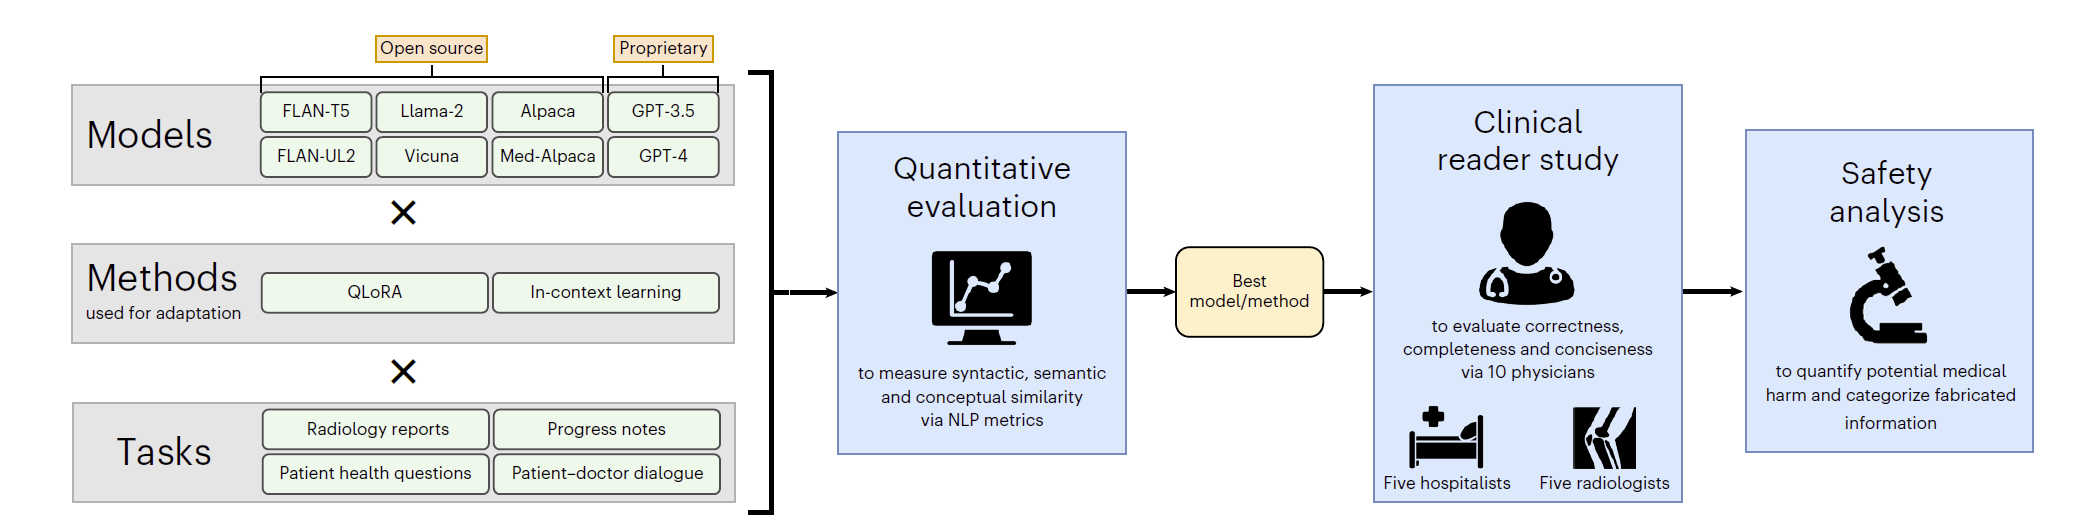 Open source
Proprietary
Models
FLAN-T5
Llama-2
Alpaca
GPT-3.5
FLAN-UL2
Vicuna
Med-Alpaca
GPT-4
×
Methods
used for adaptation
QLoRA
In-context learning
×
Tasks
Radiology reports
Progress notes
Patient health questions
Patient–doctor dialogue
Quantitative
evaluation
to measure syntactic, semantic
and conceptual similarity
via NLP metrics
Best
model/method
Clinical
reader study
to evaluate correctness,
completeness and conciseness
via 10 physicians
Five hospitalists
Five radiologists
Safety
analysis
to quantify potential medical
harm and categorize fabricated
information